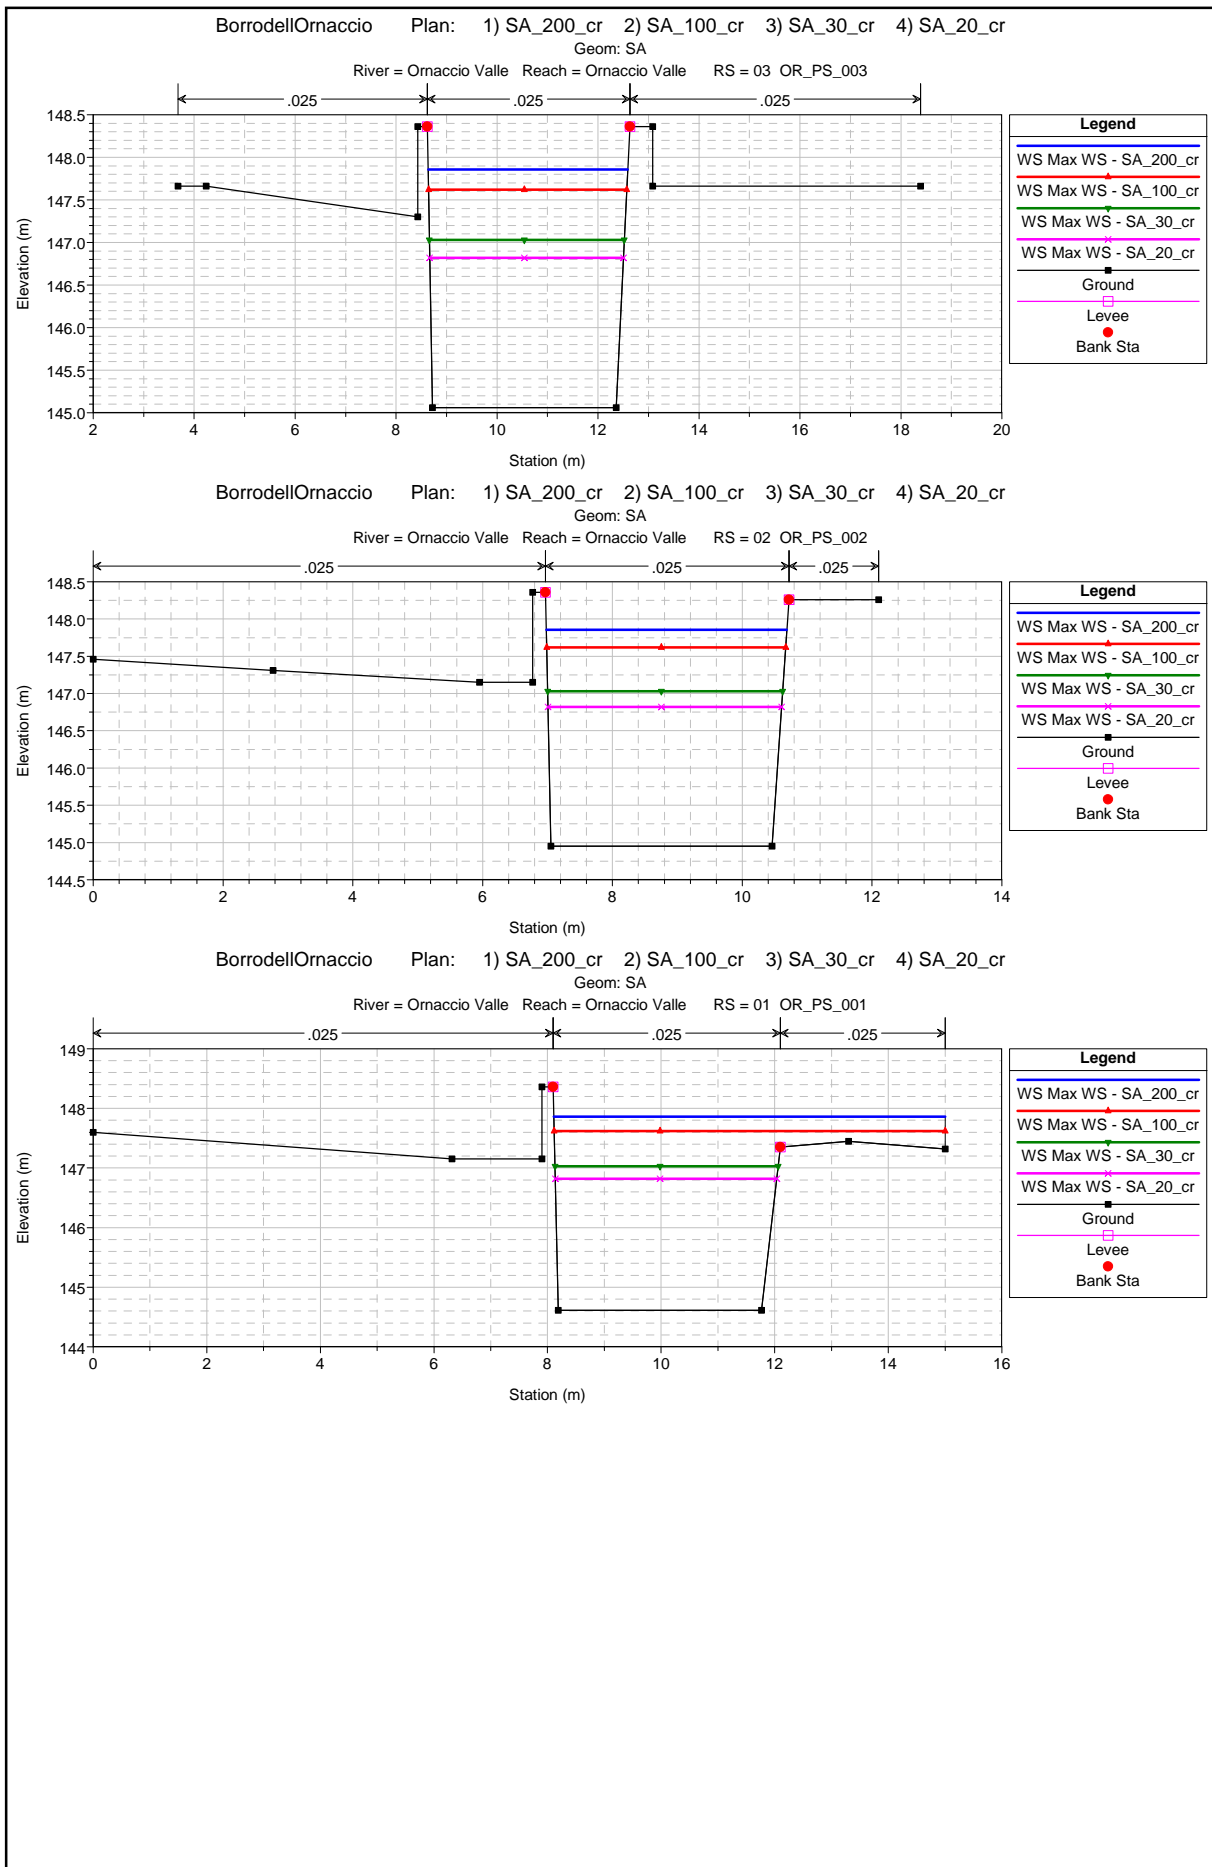 BorrodellOrnaccio Plan: 1) SA_200_cr 2) SA_100_cr 3) SA_30_cr 4) SA_20_cr
Geom: SA
River = Ornaccio Valle Reach = Ornaccio Valle RS = 03 OR_PS_003
.025 .025 .025
148.5
148.0
147.5
147.0
146.5
146.0
145.5
145.0
Elevation (m)
2 4 6 8 10 12 14 16 18 20
Station (m)
Legend
WS Max WS - SA_200_cr
WS Max WS - SA_100_cr
WS Max WS - SA_30_cr
WS Max WS - SA_20_cr
Ground
Levee
Bank Sta
BorrodellOrnaccio Plan: 1) SA_200_cr 2) SA_100_cr 3) SA_30_cr 4) SA_20_cr
Geom: SA
River = Ornaccio Valle Reach = Ornaccio Valle RS = 02 OR_PS_002
.025 .025 .025
148.5
148.0
147.5
147.0
146.5
146.0
145.5
145.0
144.5
Elevation (m)
0 2 4 6 8 10 12 14
Station (m)
Legend
WS Max WS - SA_200_cr
WS Max WS - SA_100_cr
WS Max WS - SA_30_cr
WS Max WS - SA_20_cr
Ground
Levee
Bank Sta
BorrodellOrnaccio Plan: 1) SA_200_cr 2) SA_100_cr 3) SA_30_cr 4) SA_20_cr
Geom: SA
River = Ornaccio Valle Reach = Ornaccio Valle RS = 01 OR_PS_001
.025 .025 .025
149
148
147
146
145
144
Elevation (m)
0 2 4 6 8 10 12 14 16
Station (m)
Legend
WS Max WS - SA_200_cr
WS Max WS - SA_100_cr
WS Max WS - SA_30_cr
WS Max WS - SA_20_cr
Ground
Levee
Bank Sta